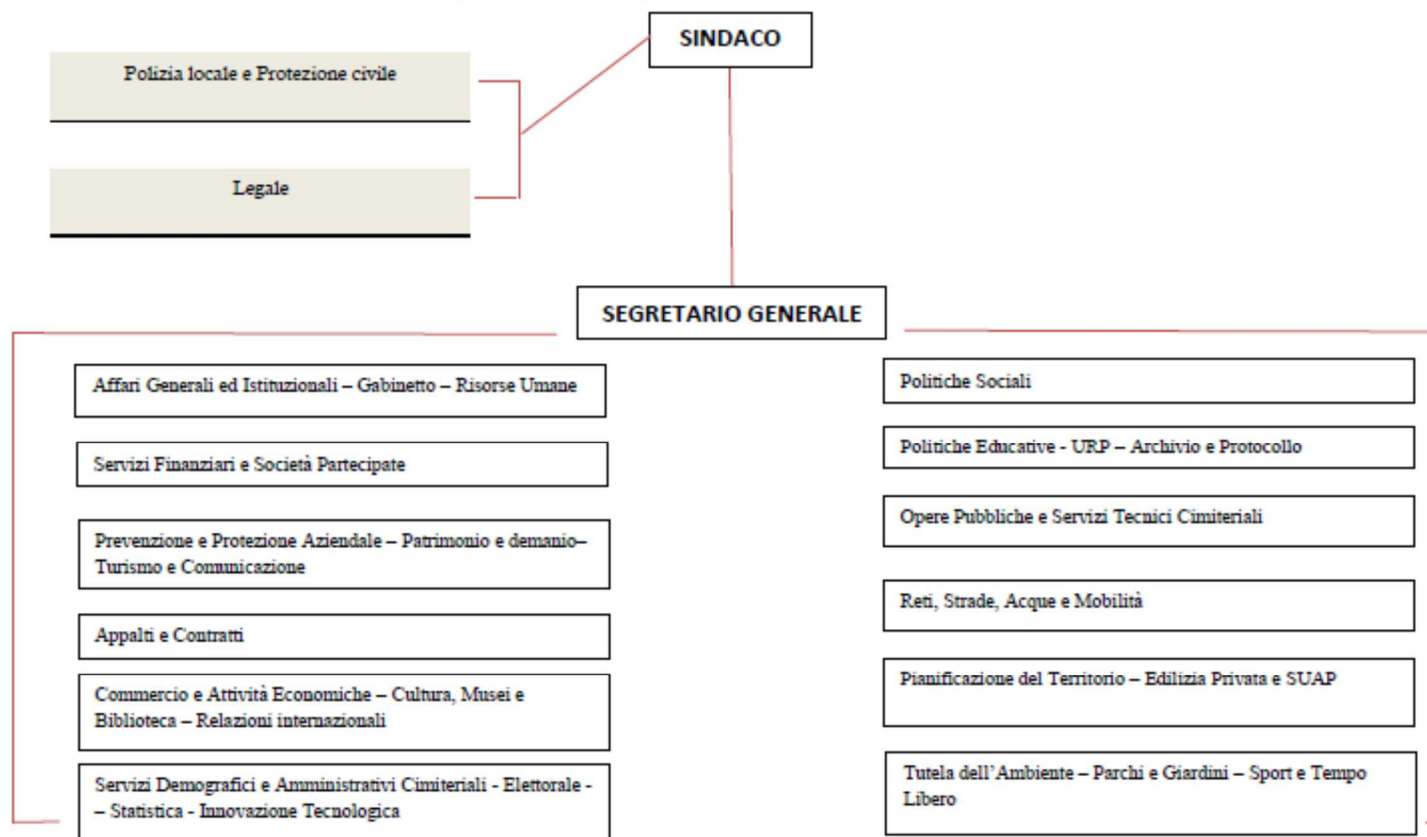 SINDACO
Polizia locale e Protezione civile
Legale
SEGRETARIO GENERALE
Affari Generali ed Istituzionali – Gabinetto – Risorse Umane
Servizi Finanziari e Società Partecipate
Prevenzione e Protezione Aziendale – Patrimonio e demanio–
Turismo e Comunicazione
Appalti e Contratti
Commercio e Attività Economiche – Cultura, Musei e
Biblioteca – Relazioni internazionali
Servizi Demografici e Amministrativi Cimiteriali - Elettorale -
– Statistica - Innovazione Tecnologica
Politiche Sociali
Politiche Educative - URP – Archivio e Protocollo
Opere Pubbliche e Servizi Tecnici Cimiteriali
Reti, Strade, Acque e Mobilità
Pianificazione del Territorio – Edilizia Privata e SUAP
Tutela dell’Ambiente – Parchi e Giardini – Sport e Tempo
Libero